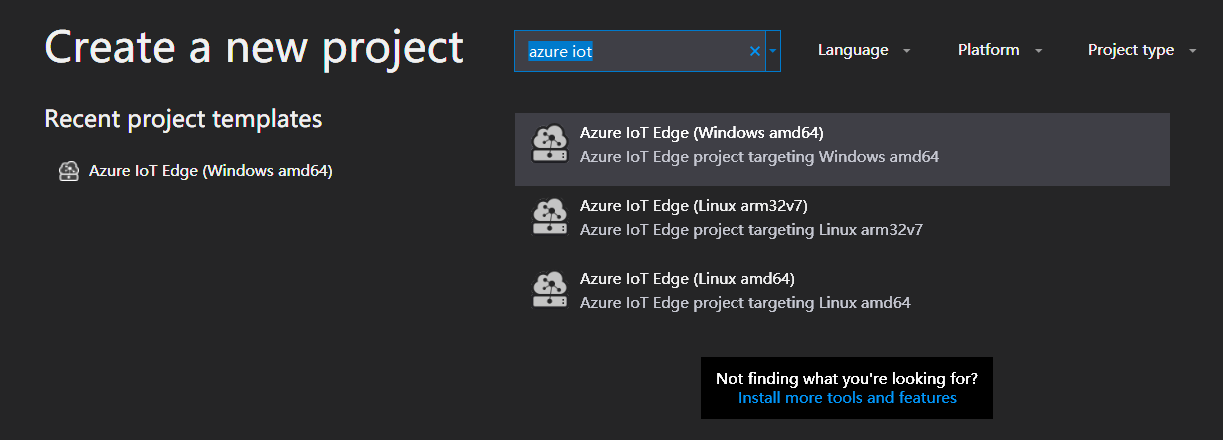 Create a new project
azure iot
Language
Platform
Project type
Recent project templates
Azure IoT Edge (Windows amd64)
Azure IoT Edge (Windows amd64)
Azure IoT Edge project targeting Windows amd64
Azure IoT Edge (Linux arm32v7)
Azure IoT Edge project targeting Linux arm32v7
Azure IoT Edge (Linux amd64)
Azure IoT Edge project targeting Linux amd64
Not finding what you're looking for?
Install more tools and features